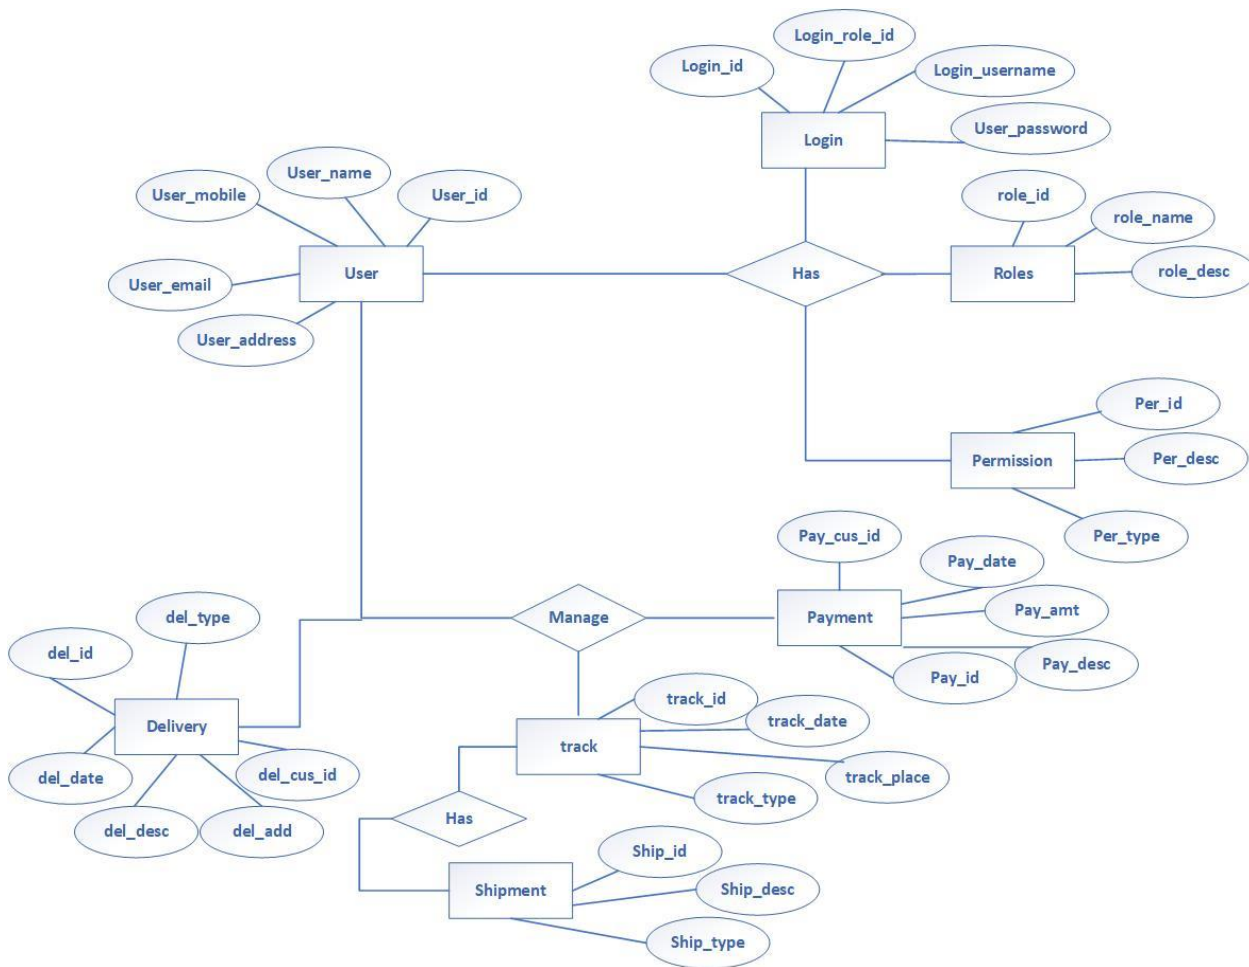 Login_role_id
Login_id
Login_username
User_password
Login
User_name
User_mobile
User_id
role_id
role_name
User
Has
Roles
role_desc
User_email
User_address
Per_id
Permission
Per_desc
Per_type
Pay_cus_id
Pay_date
del_type
Manage
Payment
Pay_amt
del_id
Pay_desc
Pay_id
track_id
track_date
Delivery
track
del_date
del_cus_id
track_place
track_type
Has
del_desc
del_add
Ship_id
Shipment
Ship_desc
Ship_type